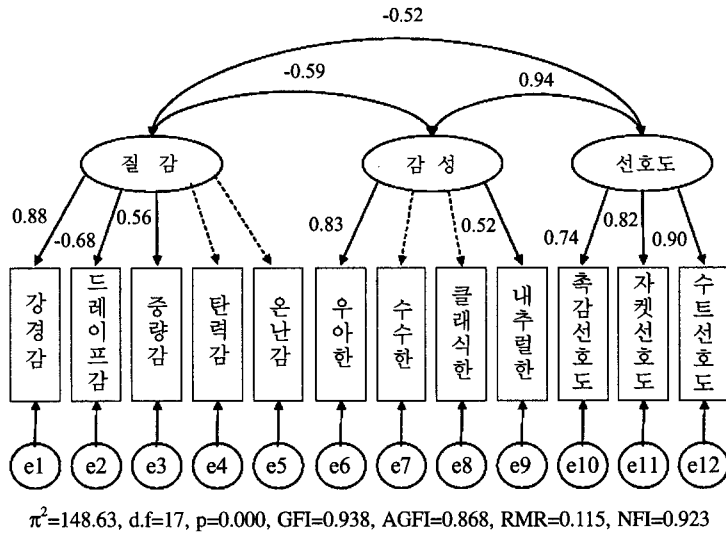 -0.52
-0.59
0.94
질 감
감 성
선호도
0.88
-0.68
0.56
0.83
0.52
0.74
0.82
0.90
강경감
드레이프감
중량감
탄력감
온난감
우아한
수수한
클래식한
내추럴한
촉감선호도
자켓선호도
수트선호도
e1 e2 e3 e4 e5 e6 e7 e8 e9 e10 e11 e12
π²=148.63, d.f=17, p=0.000, GFI=0.938, AGFI=0.868, RMR=0.115, NFI=0.923